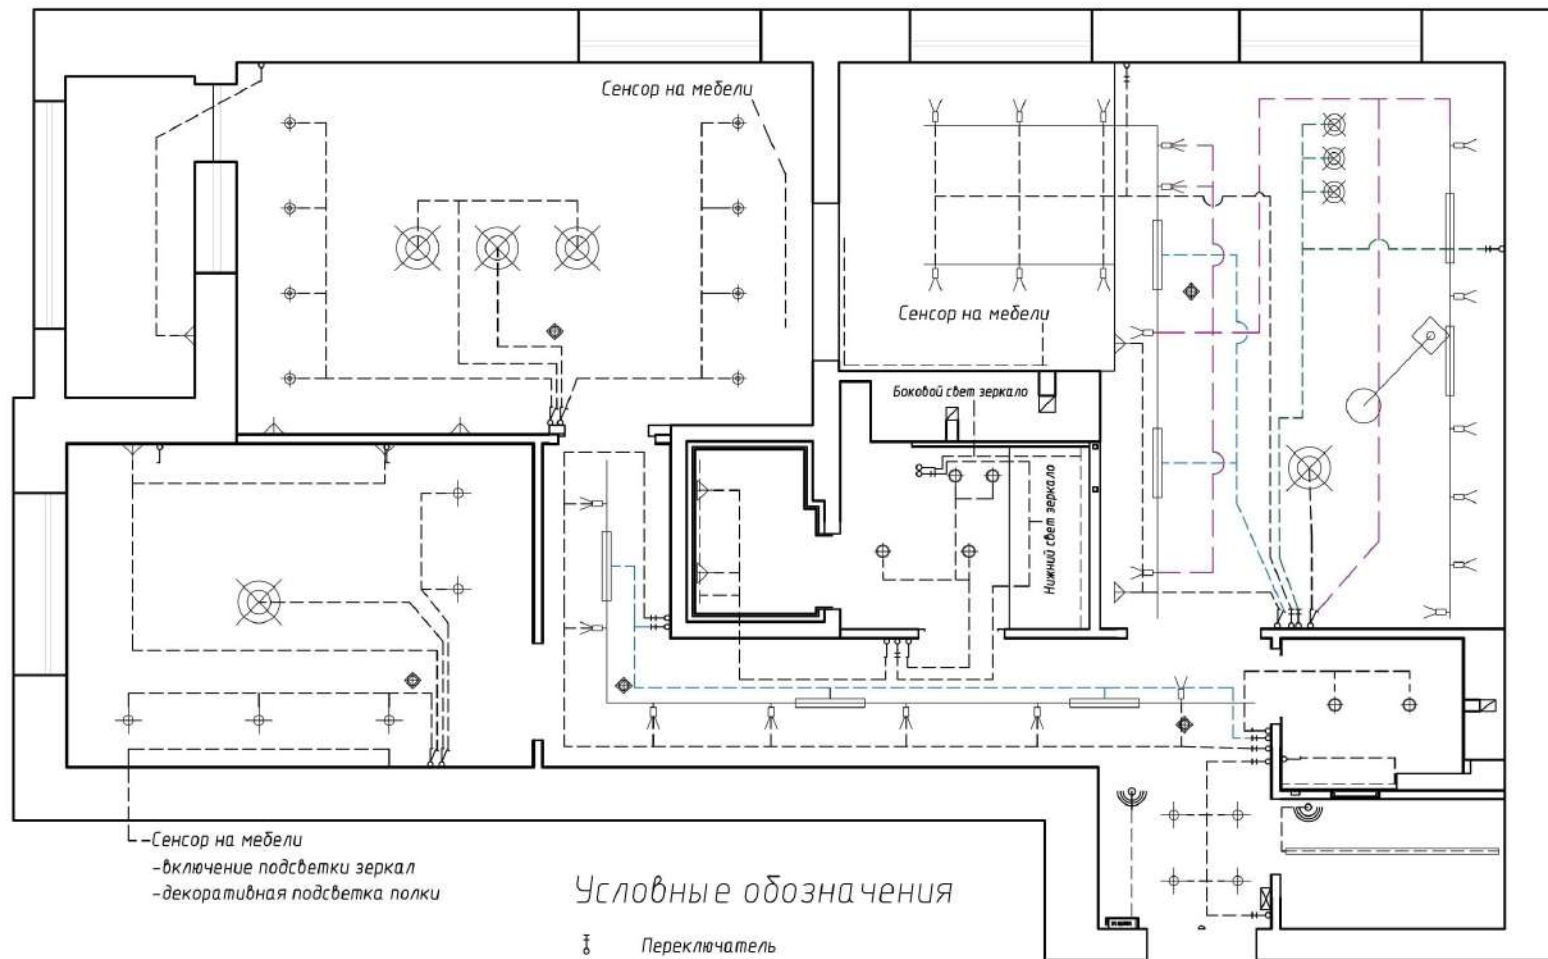 Сенсор на мебели
Сенсор на мебели
Боковой свет зеркало
Нижний свет зеркало
Сенсор на мебели
-включение подсветки зеркал
-декоративная подсветка полки
Условные обозначения
Переключатель